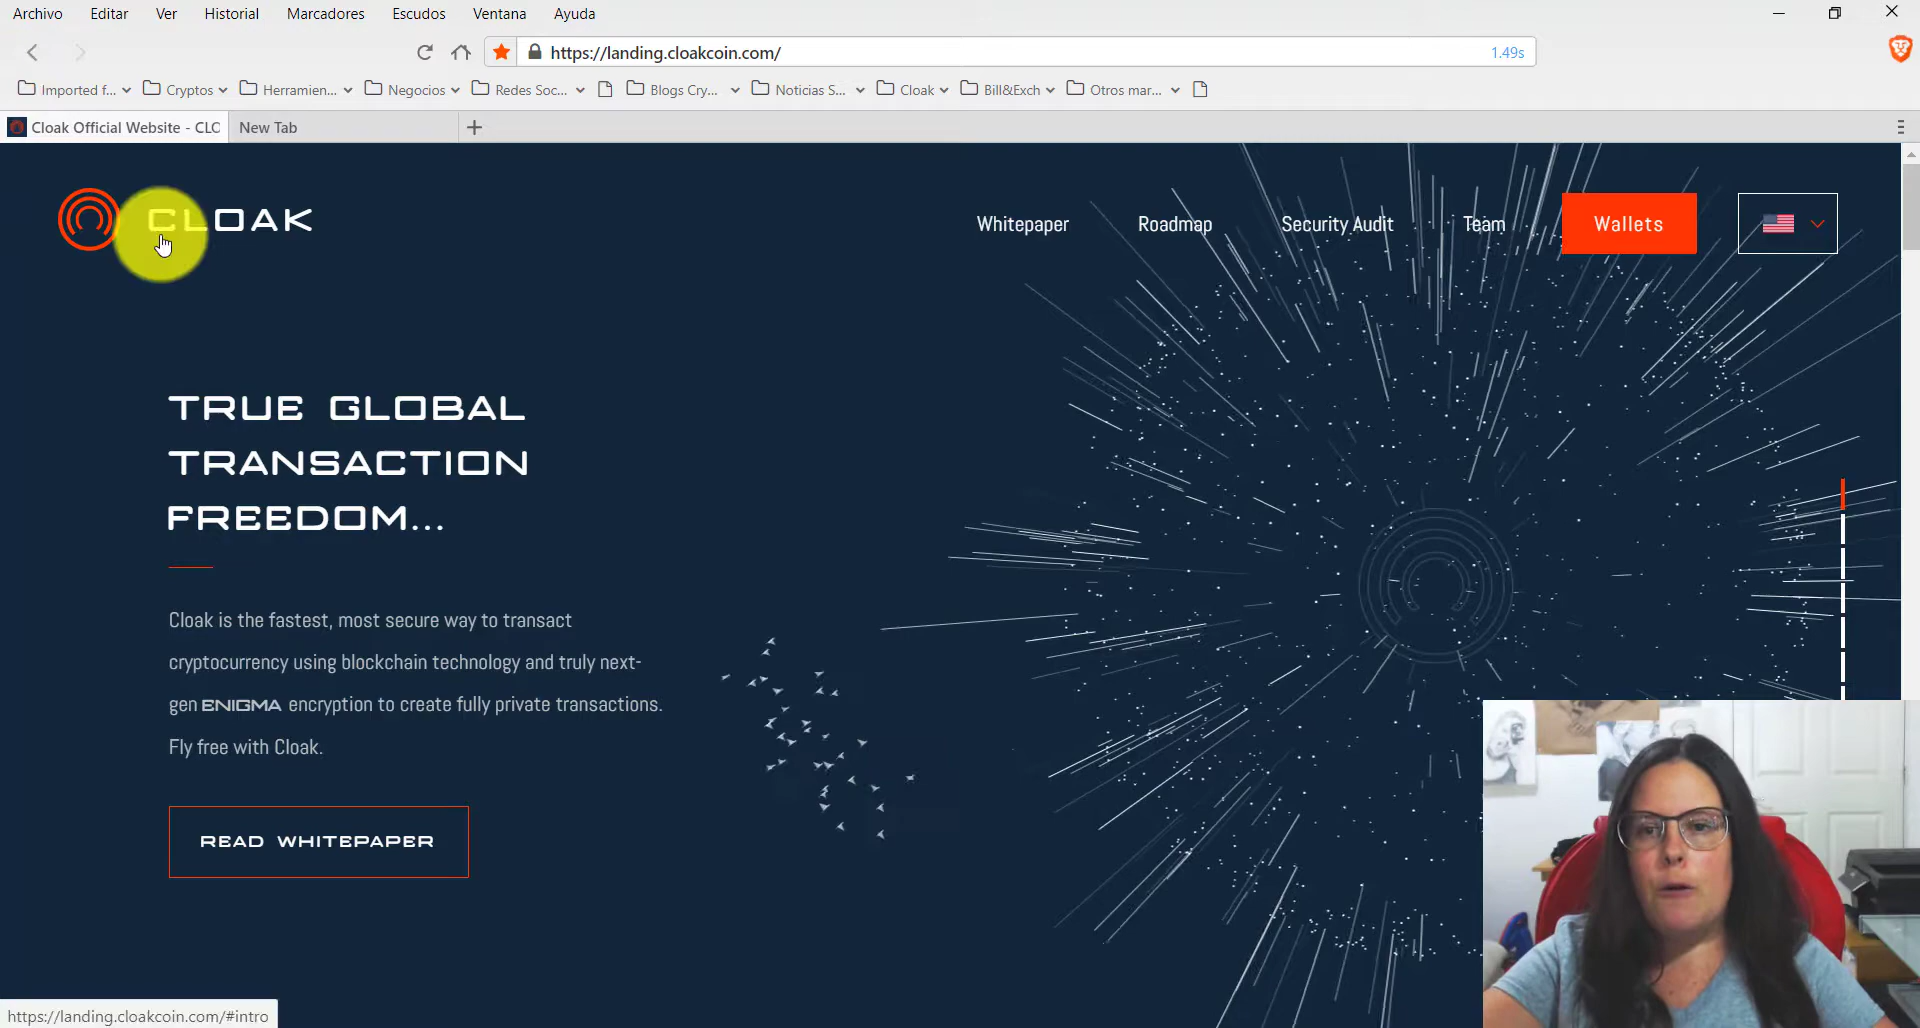 Archivo Editar Ver Historial Marcadores Escudos Ventana Ayuda
https://landing.cloakcoin.com/ 1.49s
Imported f... Cryptos Herramien... Negocios Redes Soc... Blogs Cry... Noticias S... Cloak Bill&Exch Otros mar...
Cloak Official Website - CLO New Tab
CLOAK Whitepaper Roadmap Security Audit Team Wallets
TRUE GLOBAL
TRANSACTION
FREEDOM...
Cloak is the fastest, most secure way to transact
cryptocurrency using blockchain technology and truly next-
gen ENIGMA encryption to create fully private transactions.
Fly free with Cloak.
READ WHITEPAPER
https://landing.cloakcoin.com/#intro